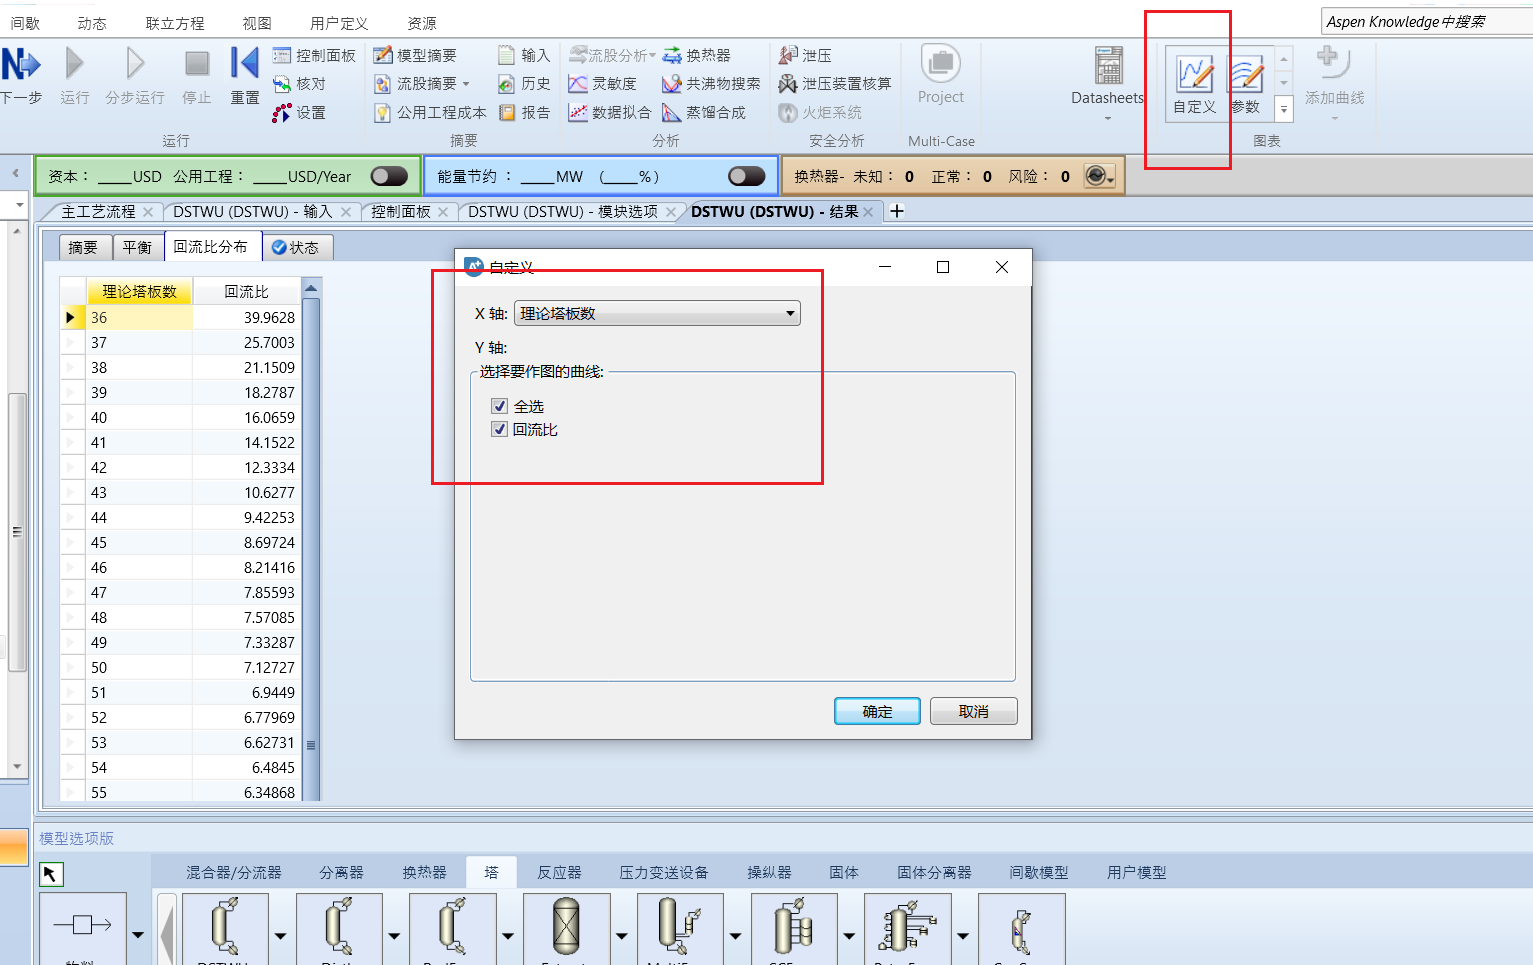 间歇 动态 联立方程 视图 用户定义 资源
Aspen Knowledge中搜索
下一步 运行 分步运行 停止 重置
控制面板
核对
设置
运行
模型摘要 输入
流股摘要 历史
公用工程成本 报告
摘要
流股分析 换热器
灵敏度 共沸物搜索
数据拟合 蒸馏合成
分析
泄压
泄压装置核算
火炬系统
安全分析
Project
Multi-Case
Datasheets
自定义 参数
添加曲线
图表
资本: ____USD 公用工程: ____USD/Year
能量节约 : ____MW (____%)
换热器- 未知: 0 正常: 0 风险: 0
主工艺流程 DSTWU (DSTWU) - 输入 控制面板 DSTWU (DSTWU) - 模块选项 DSTWU (DSTWU) - 结果
摘要 平衡 回流比分布 状态
理论塔板数 回流比
36 39.9628
37 25.7003
38 21.1509
39 18.2787
40 16.0659
41 14.1522
42 12.3334
43 10.6277
44 9.42253
45 8.69724
46 8.21416
47 7.85593
48 7.57085
49 7.33287
50 7.12727
51 6.9449
52 6.77969
53 6.62731
54 6.4845
55 6.34868
自定义
X 轴: 理论塔板数
Y 轴:
选择要作图的曲线:
全选
回流比
确定 取消
模型选项版
混合器/分流器 分离器 换热器 塔 反应器 压力变送设备 操纵器 固体 固体分离器 间歇模型 用户模型